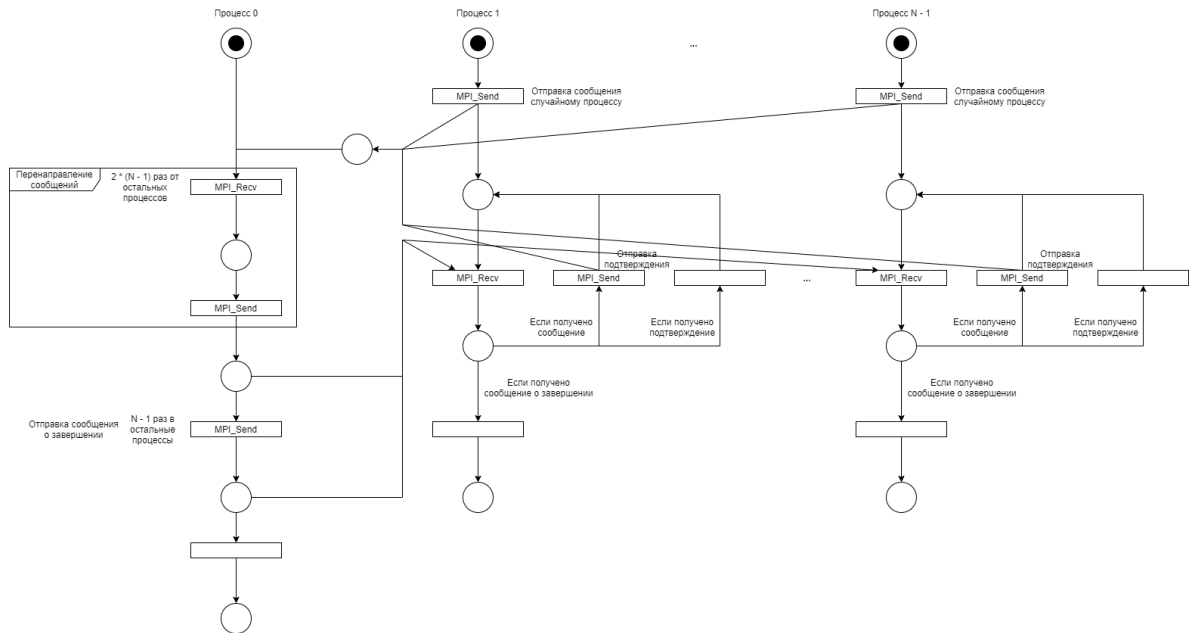 Процесс 0
Процесс 1
Процесс N - 1
...
MPI_Send
Отправка сообщения
случайному процессу
MPI_Send
Отправка сообщения
случайному процессу
Перенаправление
сообщений
2 * (N - 1) раз от
остальных
процессов
MPI_Recv
MPI_Send
MPI_Recv
Отправка
подтверждения
MPI_Send
...
MPI_Recv
Отправка
подтверждения
MPI_Send
Если получено
сообщение
Если получено
подтверждение
Если получено
сообщение
Если получено
подтверждение
Если получено
сообщение о завершении
Если получено
сообщение о завершении
Отправка сообщения
о завершении
N - 1 раз в
остальные
процессы
MPI_Send